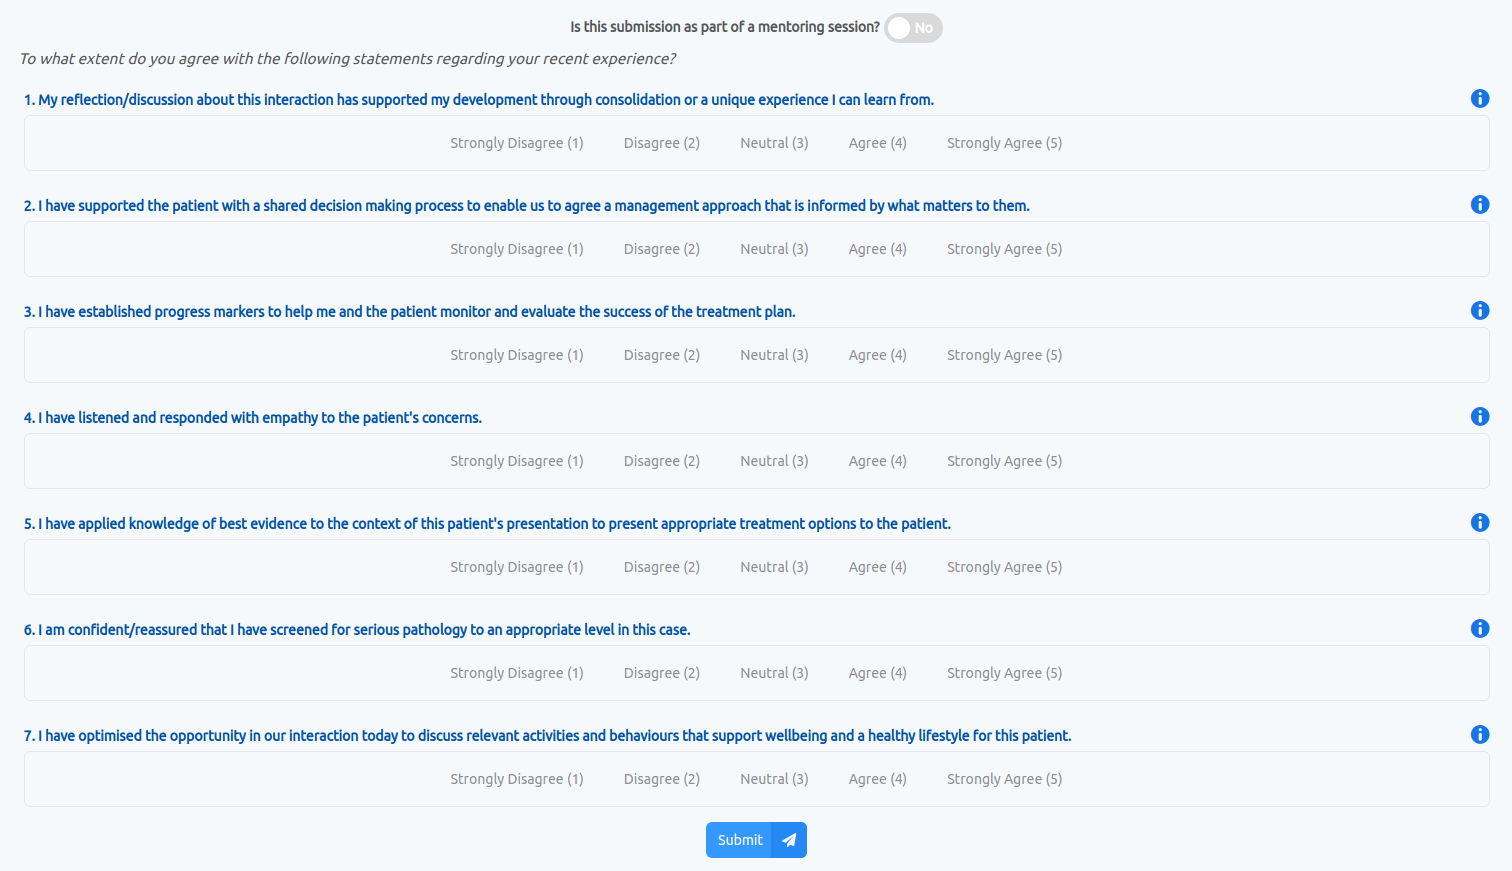 Is this submission as part of a mentoring session? No
To what extent do you agree with the following statements regarding your recent experience?
1. My reflection/discussion about this interaction has supported my development through consolidation or a unique experience I can learn from.
Strongly Disagree (1) Disagree (2) Neutral (3) Agree (4) Strongly Agree (5)
2. I have supported the patient with a shared decision making process to enable us to agree a management approach that is informed by what matters to them.
Strongly Disagree (1) Disagree (2) Neutral (3) Agree (4) Strongly Agree (5)
3. I have established progress markers to help me and the patient monitor and evaluate the success of the treatment plan.
Strongly Disagree (1) Disagree (2) Neutral (3) Agree (4) Strongly Agree (5)
4. I have listened and responded with empathy to the patient's concerns.
Strongly Disagree (1) Disagree (2) Neutral (3) Agree (4) Strongly Agree (5)
5. I have applied knowledge of best evidence to the context of this patient's presentation to present appropriate treatment options to the patient.
Strongly Disagree (1) Disagree (2) Neutral (3) Agree (4) Strongly Agree (5)
6. I am confident/reassured that I have screened for serious pathology to an appropriate level in this case.
Strongly Disagree (1) Disagree (2) Neutral (3) Agree (4) Strongly Agree (5)
7. I have optimised the opportunity in our interaction today to discuss relevant activities and behaviours that support wellbeing and a healthy lifestyle for this patient.
Strongly Disagree (1) Disagree (2) Neutral (3) Agree (4) Strongly Agree (5)
Submit